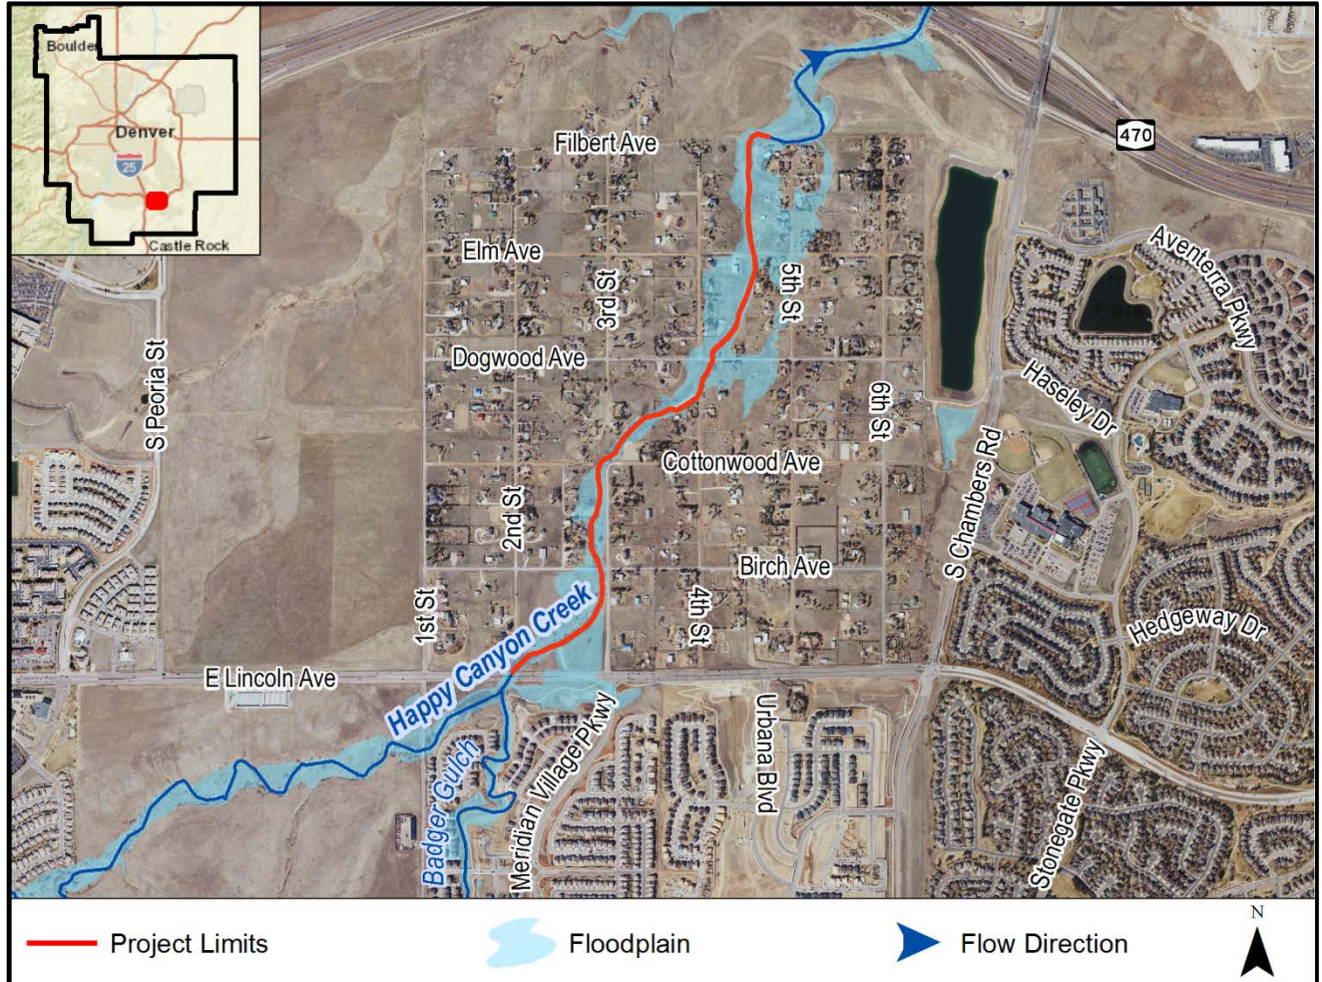 Boulder
Denver
25
Castle Rock
470
Filbert Ave
Elm Ave
3rd St
5th St
Aventerra Pkwy
S Peoria St
Dogwood Ave
Haseley Dr
6th St
Cottonwood Ave
2nd St
S Chambers Rd
Birch Ave
1st St
4th St
Hedgeway Dr
Happy Canyon Creek
E Lincoln Ave
Badger Gulch
Meridian Village Pkwy
Urbana Blvd
Stonegate Pkwy
Project Limits
Floodplain
Flow Direction
N